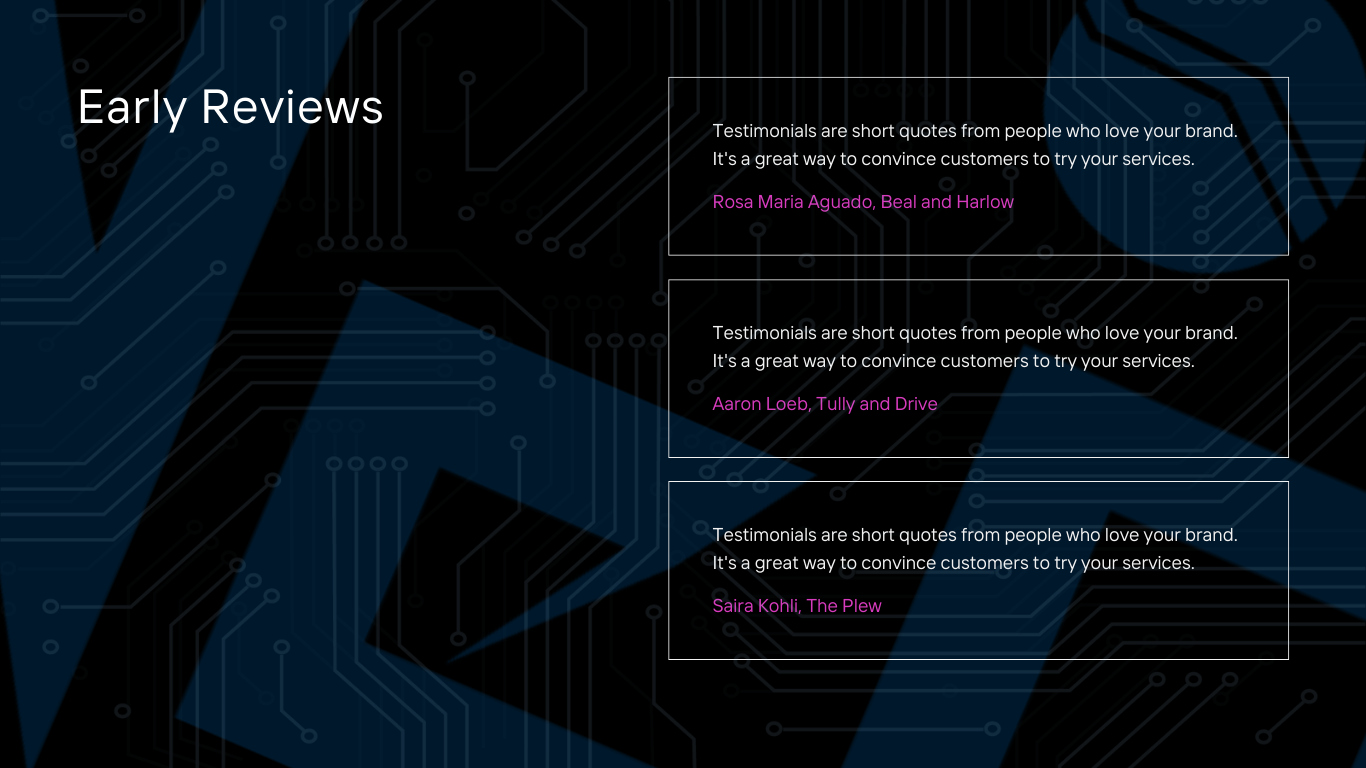 Early Reviews
Testimonials are short quotes from people who love your brand.
It's a great way to convince customers to try your services.
Rosa Maria Aguado, Beal and Harlow
Testimonials are short quotes from people who love your brand.
It's a great way to convince customers to try your services.
Aaron Loeb, Tully and Drive
Testimonials are short quotes from people who love your brand.
It's a great way to convince customers to try your services.
Saira Kohli, The Plew